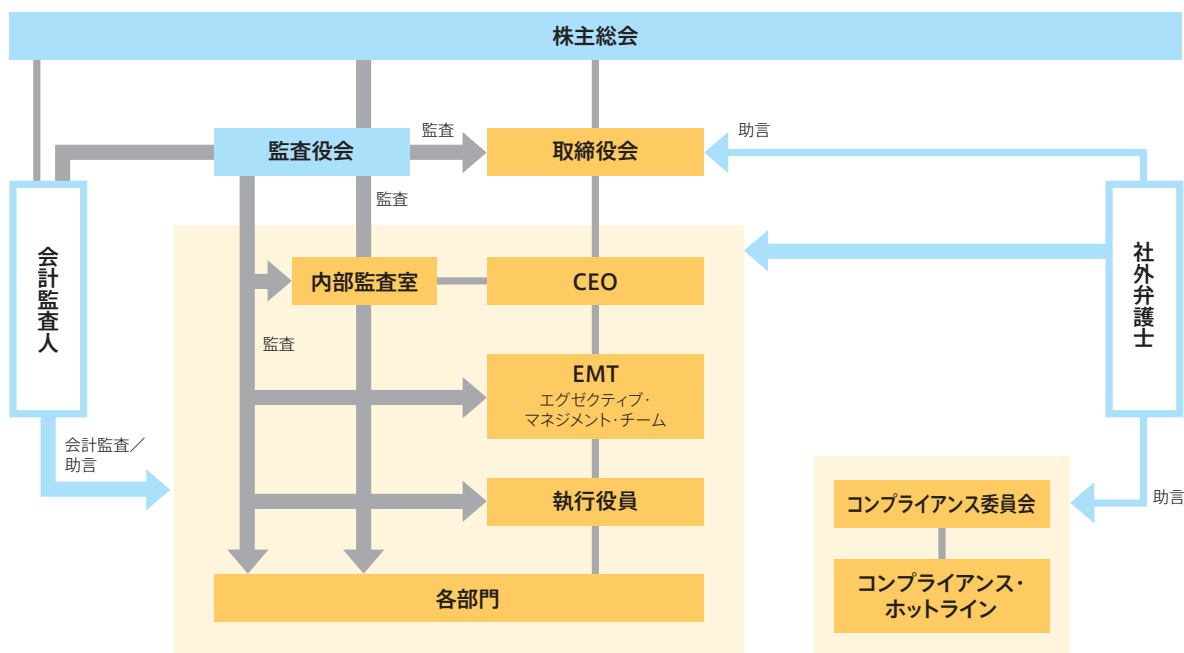 株主総会
監査役会
監査
取締役会
助言
監査
会計監査人
社外弁護士
内部監査室
CEO
監査
EMT
エグゼクティブ・
マネジメント・チーム
会計監査／
助言
執行役員
コンプライアンス委員会
助言
各部門
コンプライアンス・
ホットライン